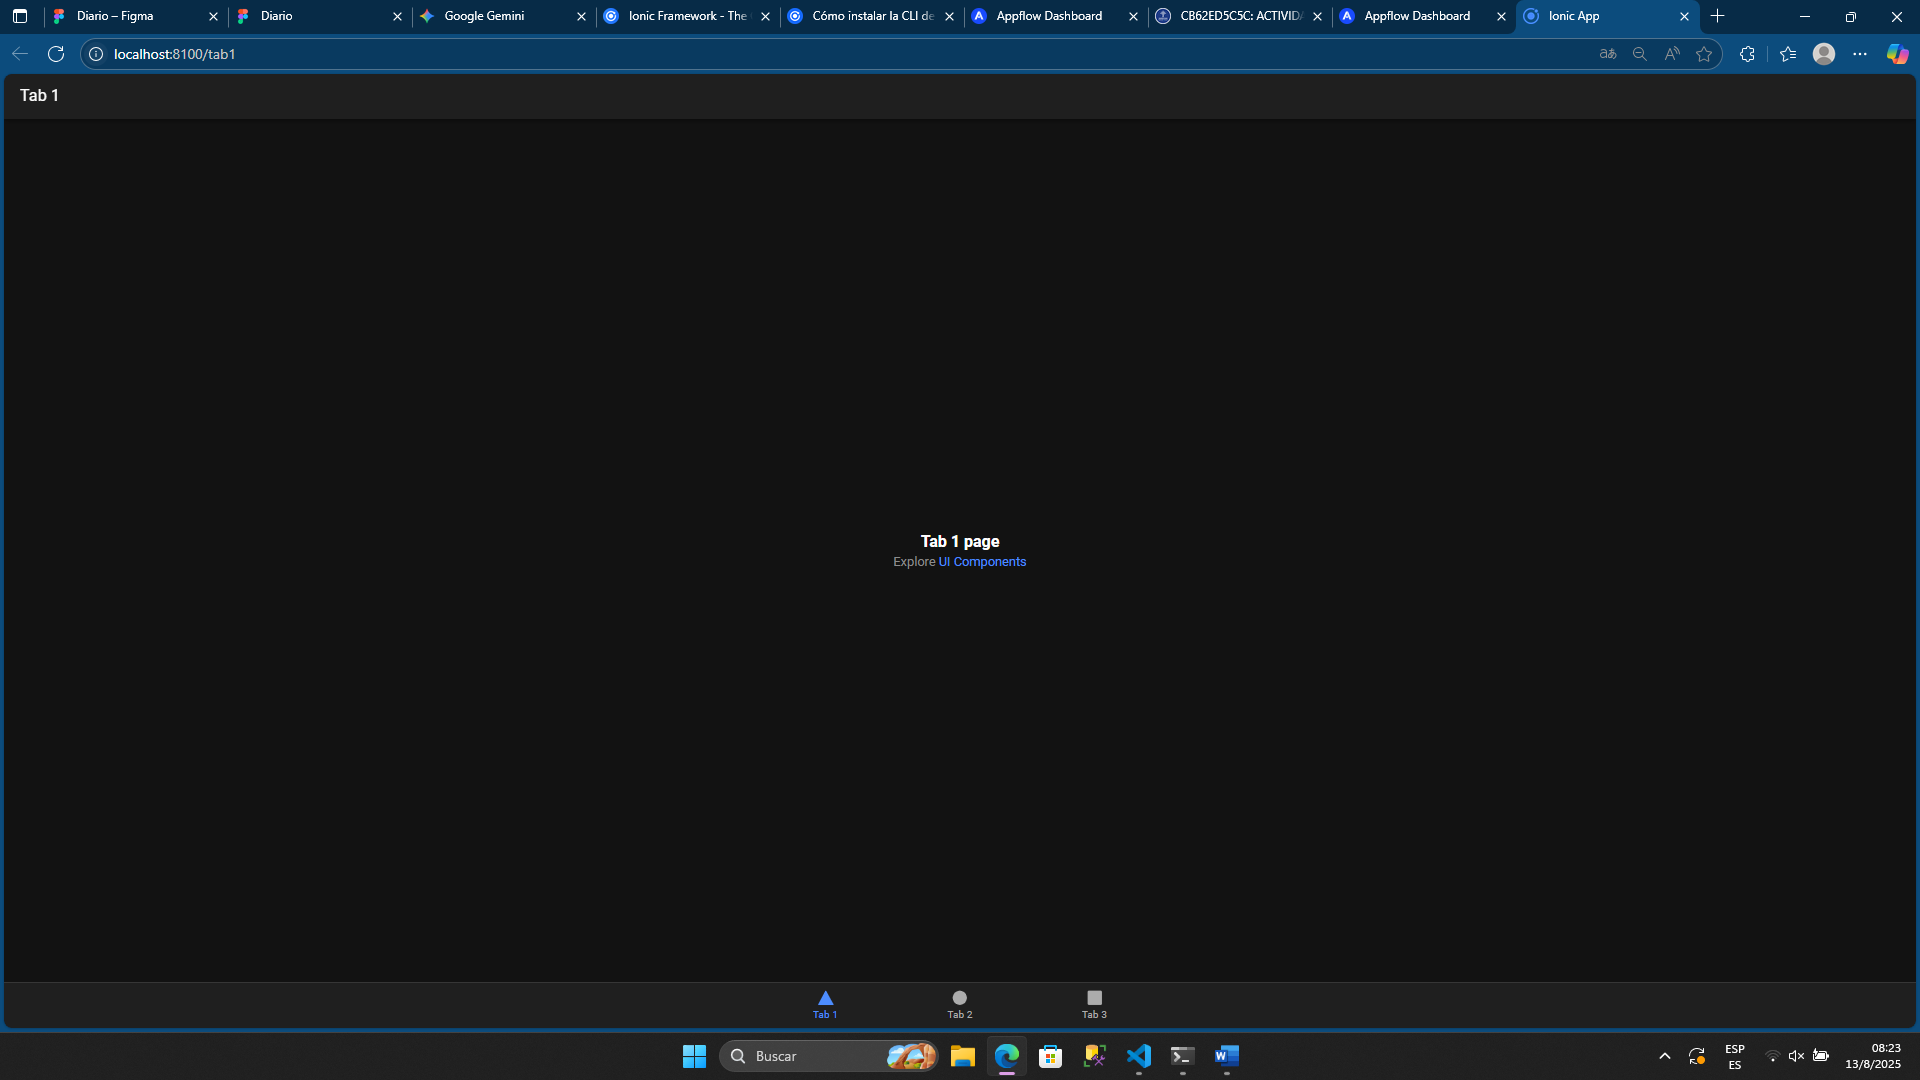 Diario – Figma
Diario
Google Gemini
Ionic Framework - The
Cómo instalar la CLI de
Appflow Dashboard
CB62ED5C5C: ACTIVIDA
Appflow Dashboard
Ionic App
localhost:8100/tab1
Tab 1
Tab 1 page
Explore UI Components
Tab 1
Tab 2
Tab 3
Buscar
ESP
ES
08:23
13/8/2025